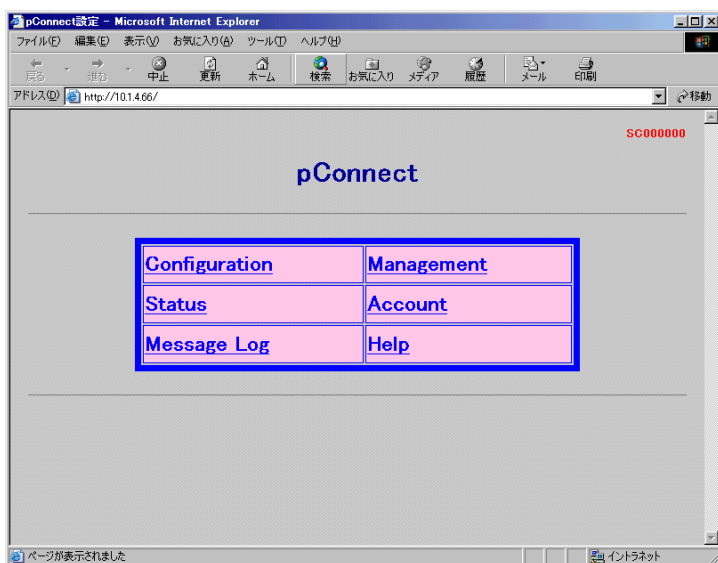 pConnect設定 - Microsoft Internet Explorer
ファイル(F) 編集(E) 表示(V) お気に入り(A) ツール(T) ヘルプ(H)
戻る 進む 中止 更新 ホーム 検索 お気に入り メディア 履歴 メール 印刷
アドレス(D) http://10.1.4.66/ 移動
SC000000
pConnect
Configuration Management
Status Account
Message Log Help
ページが表示されました イントラネット